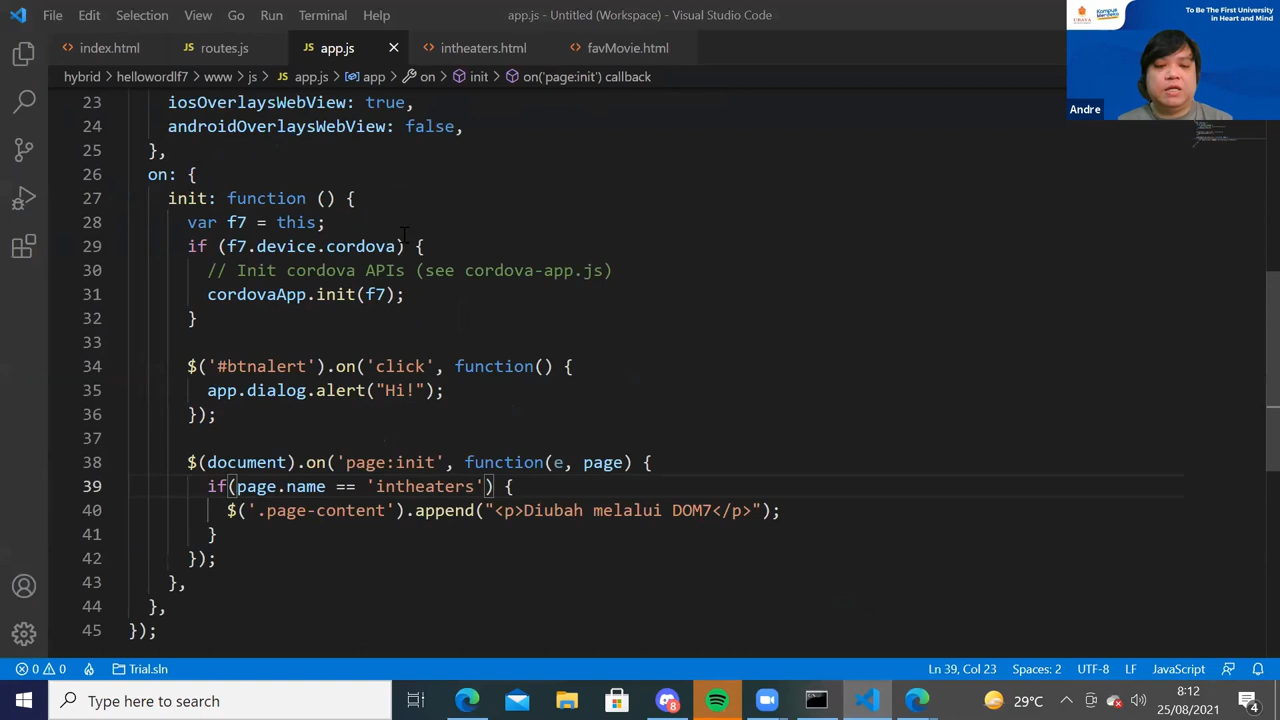 File Edit Selection View Go Run Terminal Help
app.js - Untitled (Workspace) - Visual Studio Code
UBAYA
Kampus Merdeka
To Be The First University
in Heart and Mind
Andre
index.html routes.js app.js intheaters.html favMovie.html
hybrid > hellowordlf7 > www > js > app.js > app > on > init > on('page:init') callback
23 iosOverlaysWebView: true,
24 androidOverlaysWebView: false,
25 },
26 on: {
27 init: function () {
28 var f7 = this;
29 if (f7.device.cordova) {
30 // Init cordova APIs (see cordova-app.js)
31 cordovaApp.init(f7);
32 }
33
34 $('#btnalert').on('click', function() {
35 app.dialog.alert("Hi!");
36 });
37
38 $(document).on('page:init', function(e, page) {
39 if(page.name == 'intheaters') {
40 $('.page-content').append("<p>Diubah melalui DOM7</p>");
41 }
42 });
43 },
44 },
45 });
0 0 Trial.sln Ln 39, Col 23 Spaces: 2 UTF-8 LF JavaScript
Type here to search
8
29°C
8:12
25/08/2021
4